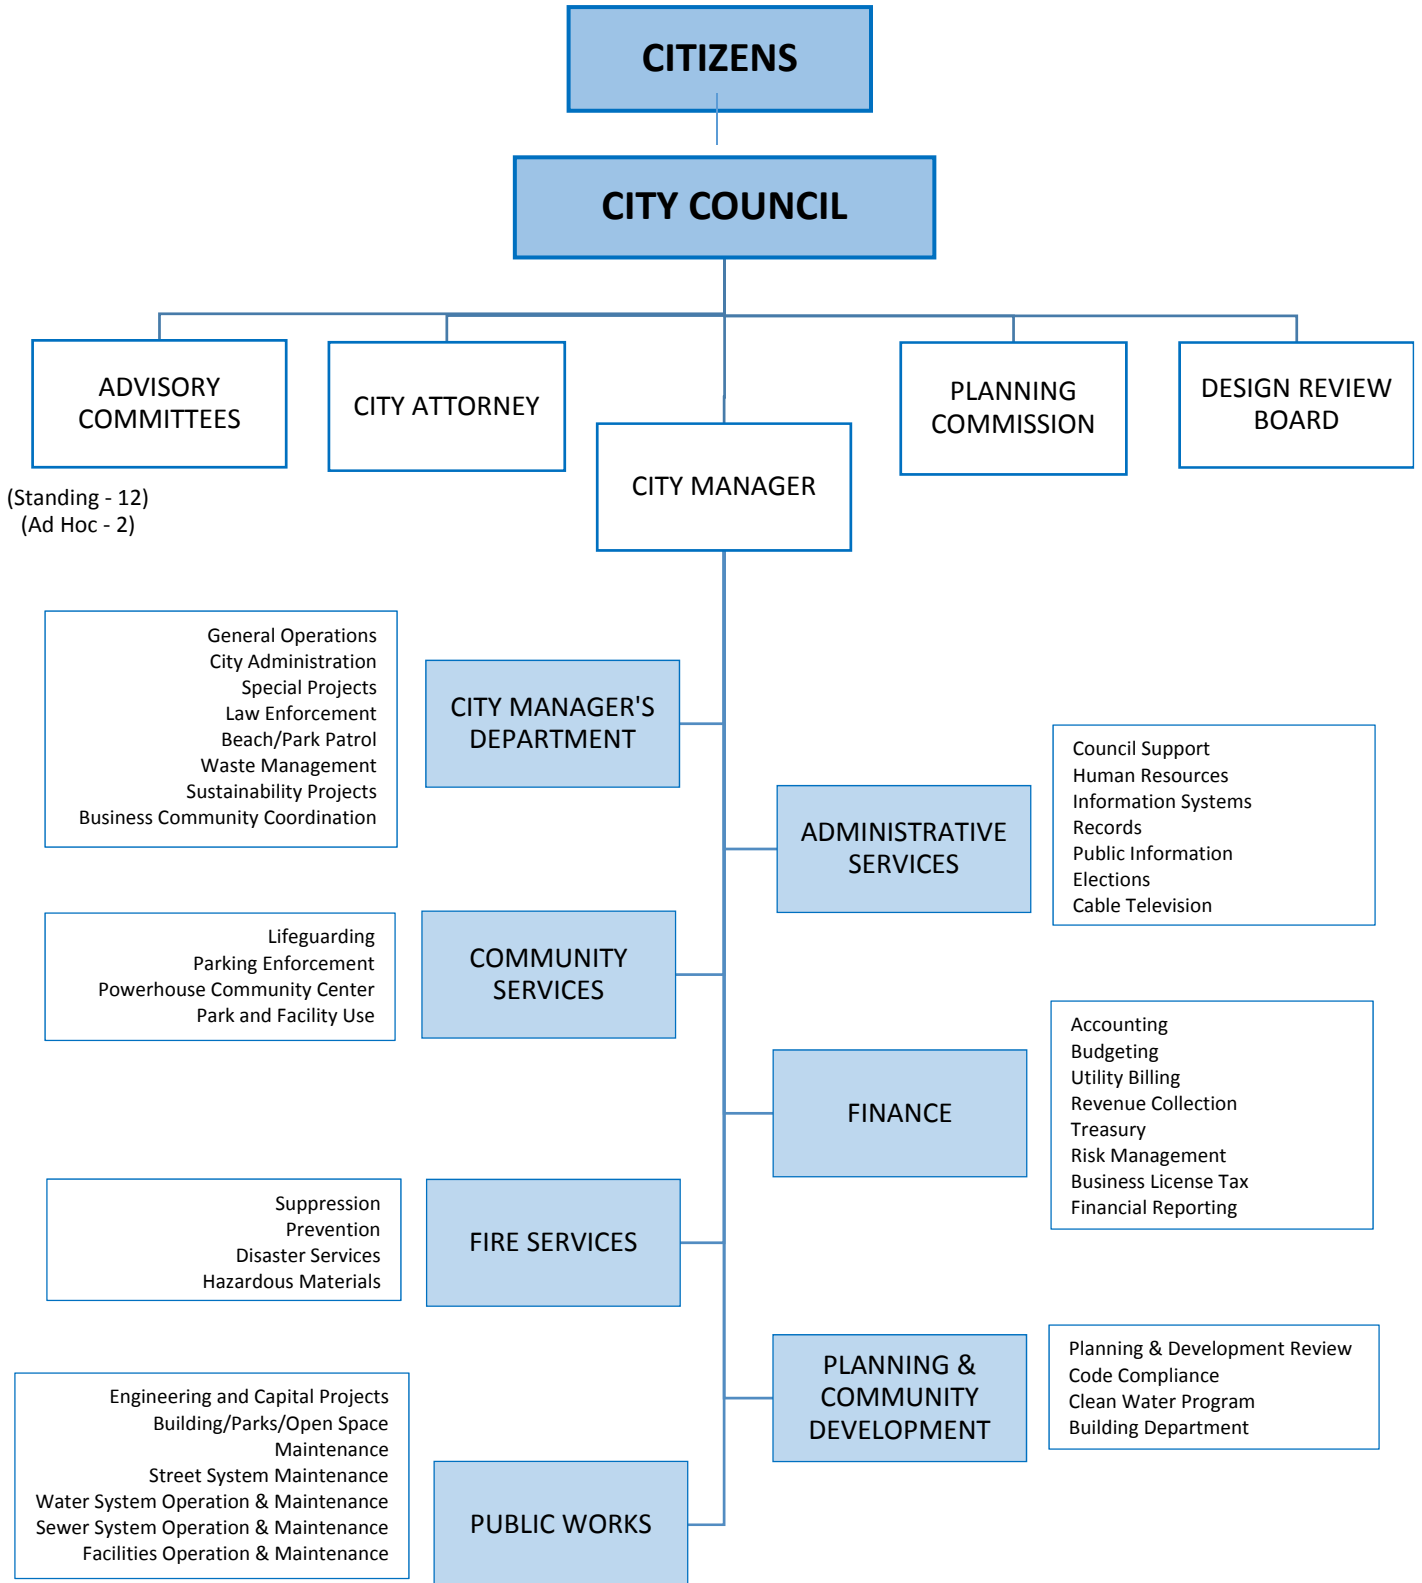 CITIZENS
CITY COUNCIL
ADVISORY
COMMITTEES
(Standing - 12)
(Ad Hoc - 2)
CITY ATTORNEY
CITY MANAGER
PLANNING
COMMISSION
DESIGN REVIEW
BOARD
General Operations
City Administration
Special Projects
Law Enforcement
Beach/Park Patrol
Waste Management
Sustainability Projects
Business Community Coordination
CITY MANAGER'S
DEPARTMENT
ADMINISTRATIVE
SERVICES
Council Support
Human Resources
Information Systems
Records
Public Information
Elections
Cable Television
Lifeguarding
Parking Enforcement
Powerhouse Community Center
Park and Facility Use
COMMUNITY
SERVICES
FINANCE
Accounting
Budgeting
Utility Billing
Revenue Collection
Treasury
Risk Management
Business License Tax
Financial Reporting
Suppression
Prevention
Disaster Services
Hazardous Materials
FIRE SERVICES
PLANNING &
COMMUNITY
DEVELOPMENT
Planning & Development Review
Code Compliance
Clean Water Program
Building Department
Engineering and Capital Projects
Building/Parks/Open Space
Maintenance
Street System Maintenance
Water System Operation & Maintenance
Sewer System Operation & Maintenance
Facilities Operation & Maintenance
PUBLIC WORKS